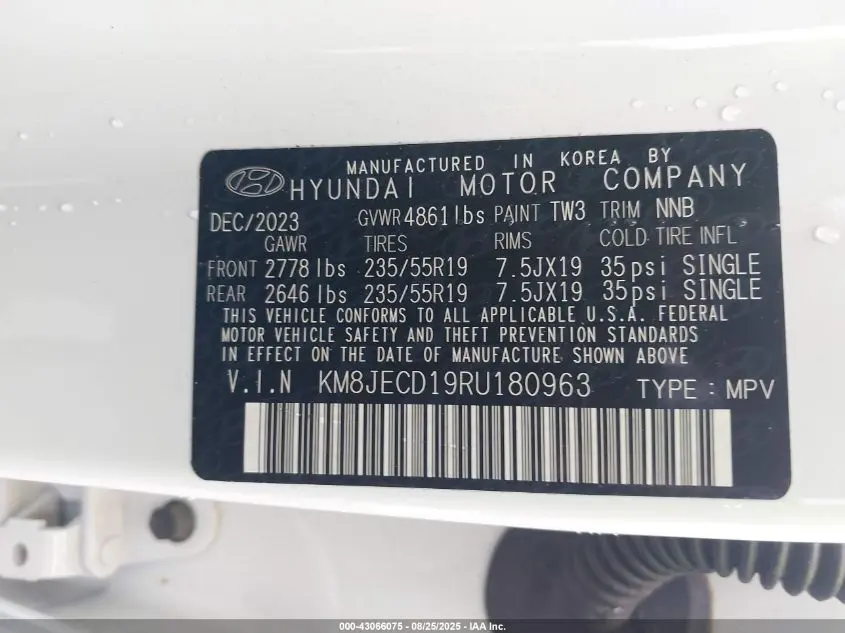 MANUFACTURED IN KOREA BY
HYUNDAI MOTOR COMPANY
DEC/2023 GVWR 4861 lbs PAINT TW3 TRIM NNB
GAWR TIRES RIMS COLD TIRE INFL
FRONT 2778 lbs 235/55R19 7.5JX19 35psi SINGLE
REAR 2646 lbs 235/55R19 7.5JX19 35psi SINGLE
THIS VEHICLE CONFORMS TO ALL APPLICABLE U.S.A. FEDERAL
MOTOR VEHICLE SAFETY AND THEFT PREVENTION STANDARDS
IN EFFECT ON THE DATE OF MANUFACTURE SHOWN ABOVE
V.I.N KM8JECD19RU180963 TYPE : MPV
000-43066075 - 08/25/2025 - IAA Inc.